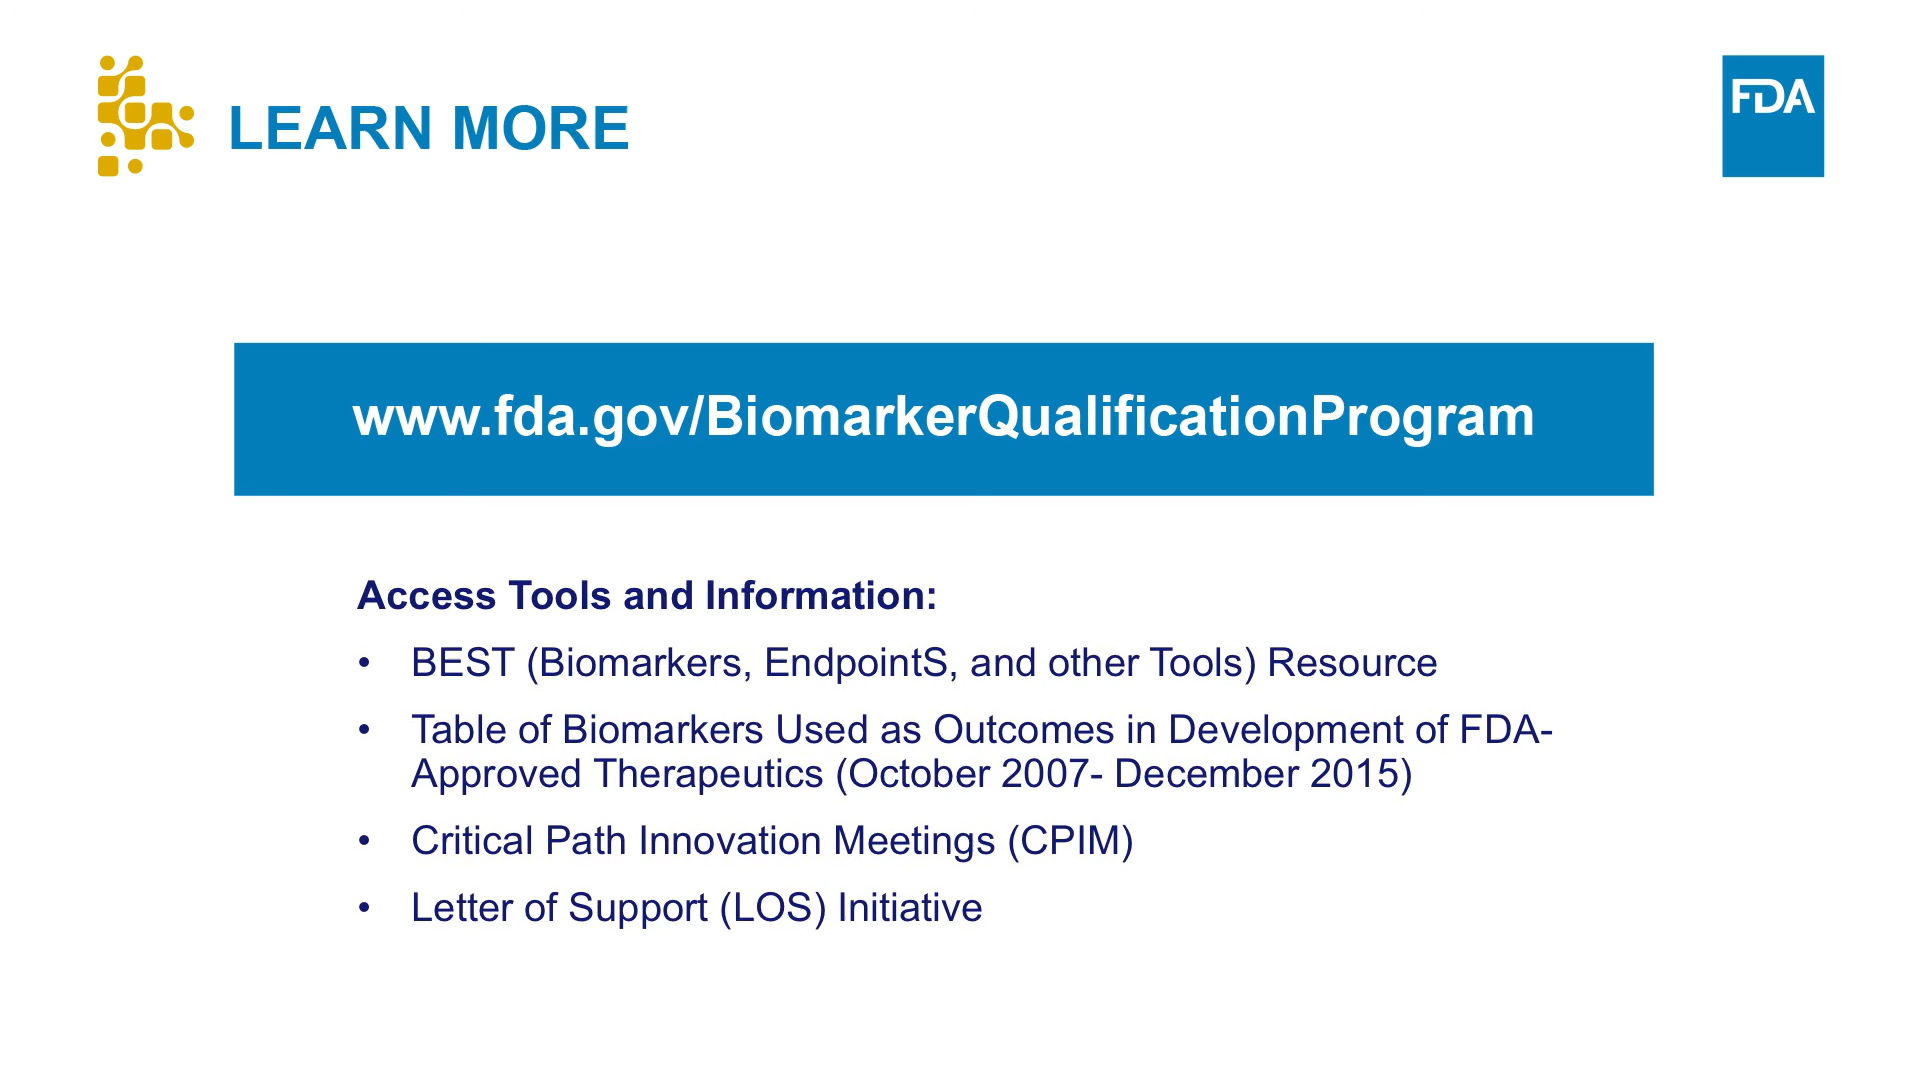 LEARN MORE
FDA
www.fda.gov/BiomarkerQualificationProgram
Access Tools and Information:
• BEST (Biomarkers, EndpointS, and other Tools) Resource
• Table of Biomarkers Used as Outcomes in Development of FDA-
Approved Therapeutics (October 2007- December 2015)
• Critical Path Innovation Meetings (CPIM)
• Letter of Support (LOS) Initiative